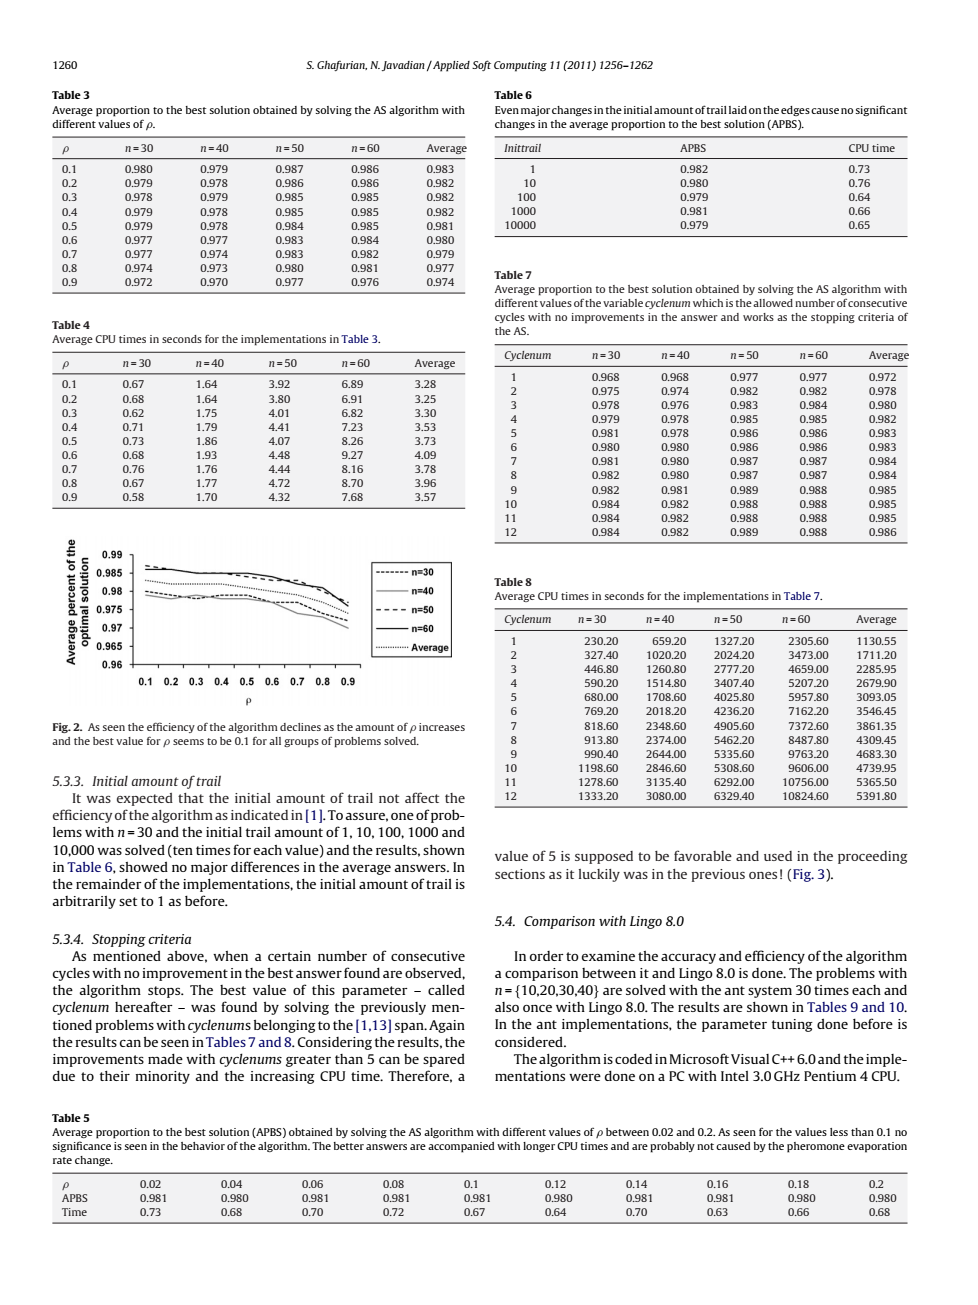 1260
S. Ghafurian, N. Javadian / Applied Soft Computing 11 (2011) 1256–1262
Table 3
Average proportion to the best solution obtained by solving the AS algorithm with
different values of ρ.
ρ n = 30 n = 40 n = 50 n = 60 Average
0.1 0.980 0.979 0.987 0.986 0.983
0.2 0.979 0.978 0.986 0.986 0.982
0.3 0.978 0.979 0.985 0.985 0.982
0.4 0.979 0.978 0.985 0.985 0.982
0.5 0.979 0.978 0.984 0.985 0.981
0.6 0.977 0.977 0.983 0.984 0.980
0.7 0.977 0.974 0.983 0.982 0.979
0.8 0.974 0.973 0.980 0.981 0.977
0.9 0.972 0.970 0.977 0.976 0.974
Table 4
Average CPU times in seconds for the implementations in Table 3.
ρ n = 30 n = 40 n = 50 n = 60 Average
0.1 0.67 1.64 3.92 6.89 3.28
0.2 0.68 1.64 3.80 6.91 3.25
0.3 0.62 1.75 4.01 6.82 3.30
0.4 0.71 1.79 4.41 7.23 3.53
0.5 0.73 1.86 4.07 8.26 3.73
0.6 0.68 1.93 4.48 9.27 4.09
0.7 0.76 1.76 4.44 8.16 3.78
0.8 0.67 1.77 4.72 8.70 3.96
0.9 0.58 1.70 4.32 7.68 3.57
Average percent of the
optimal solution
0.99
0.985
0.98
0.975
0.97
0.965
0.96
0.1 0.2 0.3 0.4 0.5 0.6 0.7 0.8 0.9
ρ
n=30
n=40
n=50
n=60
Average
Fig. 2. As seen the efficiency of the algorithm declines as the amount of ρ increases
and the best value for ρ seems to be 0.1 for all groups of problems solved.
5.3.3. Initial amount of trail
It was expected that the initial amount of trail not affect the
efficiency of the algorithm as indicated in [1]. To assure, one of prob-
lems with n = 30 and the initial trail amount of 1, 10, 100, 1000 and
10,000 was solved (ten times for each value) and the results, shown
in Table 6, showed no major differences in the average answers. In
the remainder of the implementations, the initial amount of trail is
arbitrarily set to 1 as before.
5.3.4. Stopping criteria
As mentioned above, when a certain number of consecutive
cycles with no improvement in the best answer found are observed,
the algorithm stops. The best value of this parameter – called
cyclenum hereafter – was found by solving the previously men-
tioned problems with cyclenums belonging to the [1,13] span. Again
the results can be seen in Tables 7 and 8. Considering the results, the
improvements made with cyclenums greater than 5 can be spared
due to their minority and the increasing CPU time. Therefore, a
Table 6
Even major changes in the initial amount of trail laid on the edges cause no significant
changes in the average proportion to the best solution (APBS).
Inittrail APBS CPU time
1 0.982 0.73
10 0.980 0.76
100 0.979 0.64
1000 0.981 0.66
10000 0.979 0.65
Table 7
Average proportion to the best solution obtained by solving the AS algorithm with
different values of the variable cyclenum which is the allowed number of consecutive
cycles with no improvements in the answer and works as the stopping criteria of
the AS.
Cyclenum n = 30 n = 40 n = 50 n = 60 Average
1 0.968 0.968 0.977 0.977 0.972
2 0.975 0.974 0.982 0.982 0.978
3 0.978 0.976 0.983 0.984 0.980
4 0.979 0.978 0.985 0.985 0.982
5 0.981 0.978 0.986 0.986 0.983
6 0.980 0.980 0.986 0.986 0.983
7 0.981 0.980 0.987 0.987 0.984
8 0.982 0.980 0.987 0.987 0.984
9 0.982 0.981 0.989 0.988 0.985
10 0.984 0.982 0.988 0.988 0.985
11 0.984 0.982 0.988 0.988 0.985
12 0.984 0.982 0.989 0.988 0.986
Table 8
Average CPU times in seconds for the implementations in Table 7.
Cyclenum n = 30 n = 40 n = 50 n = 60 Average
1 230.20 659.20 1327.20 2305.60 1130.55
2 327.40 1020.20 2024.20 3473.00 1711.20
3 446.80 1260.80 2777.20 4659.00 2285.95
4 590.20 1514.80 3407.40 5207.20 2679.90
5 680.00 1708.60 4025.80 5957.80 3093.05
6 769.20 2018.20 4236.20 7162.20 3546.45
7 818.60 2348.60 4905.60 7372.60 3861.35
8 913.80 2374.00 5462.20 8487.80 4309.45
9 990.40 2644.00 5335.60 9763.20 4683.30
10 1198.60 2846.60 5308.60 9606.00 4739.95
11 1278.60 3135.40 6292.00 10756.00 5365.50
12 1333.20 3080.00 6329.40 10824.60 5391.80
value of 5 is supposed to be favorable and used in the proceeding
sections as it luckily was in the previous ones! (Fig. 3).
5.4. Comparison with Lingo 8.0
In order to examine the accuracy and efficiency of the algorithm
a comparison between it and Lingo 8.0 is done. The problems with
n = {10,20,30,40} are solved with the ant system 30 times each and
also once with Lingo 8.0. The results are shown in Tables 9 and 10.
In the ant implementations, the parameter tuning done before is
considered.
The algorithm is coded in Microsoft Visual C++ 6.0 and the imple-
mentations were done on a PC with Intel 3.0 GHz Pentium 4 CPU.
Table 5
Average proportion to the best solution (APBS) obtained by solving the AS algorithm with different values of ρ between 0.02 and 0.2. As seen for the values less than 0.1 no
significance is seen in the behavior of the algorithm. The better answers are accompanied with longer CPU times and are probably not caused by the pheromone evaporation
rate change.
ρ 0.02 0.04 0.06 0.08 0.1 0.12 0.14 0.16 0.18 0.2
APBS 0.981 0.980 0.981 0.981 0.981 0.980 0.981 0.981 0.980 0.980
Time 0.73 0.68 0.70 0.72 0.67 0.64 0.70 0.63 0.66 0.68